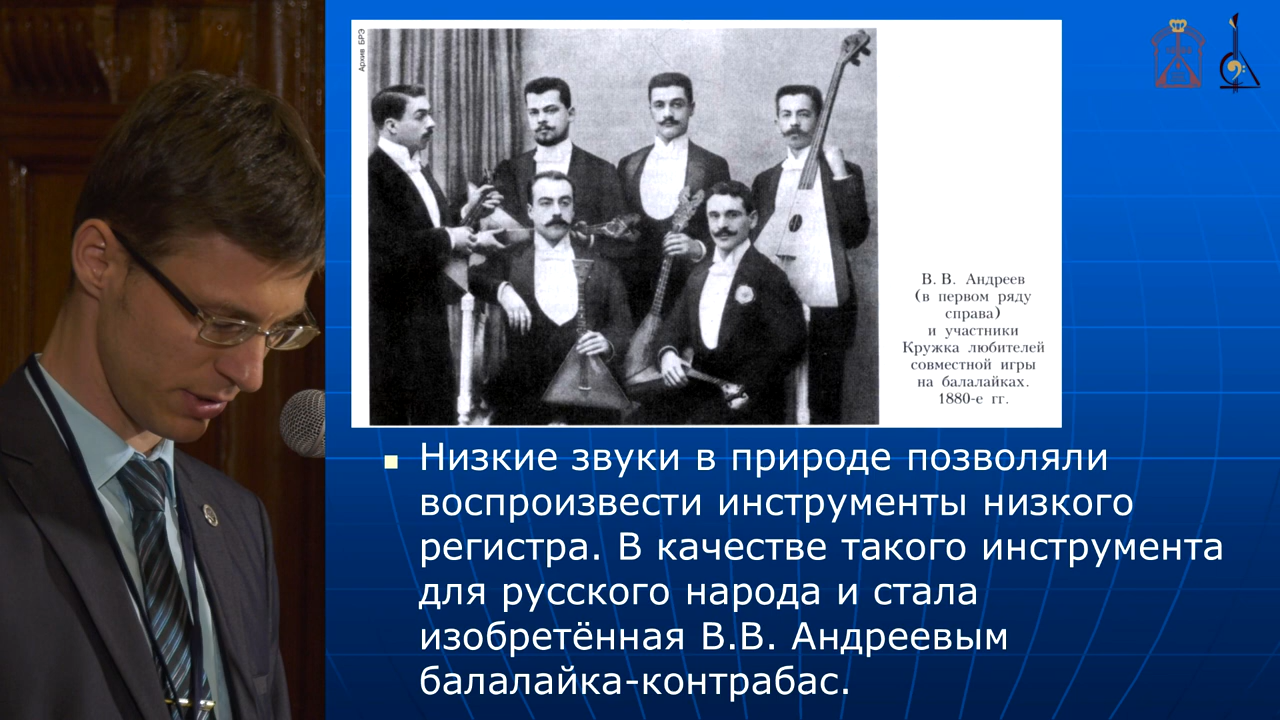 Архив БРЭ
В. В. Андреев
(в первом ряду
справа)
и участники
Кружка любителей
совместной игры
на балалайках.
1880-е гг.
Низкие звуки в природе позволяли
воспроизвести инструменты низкого
регистра. В качестве такого инструмента
для русского народа и стала
изобретённая В.В. Андреевым
балалайка-контрабас.